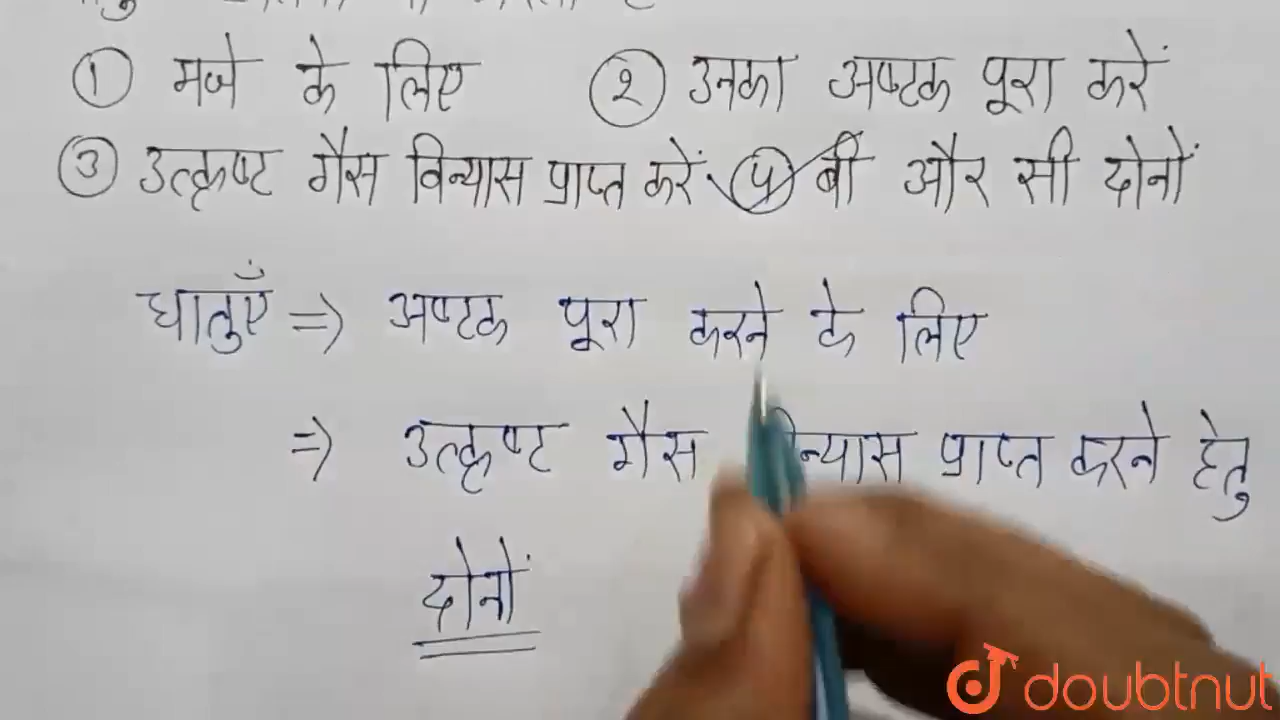 ① मजे के लिए ② उनका अष्टक पूरा करें
③ उत्कृष्ट गैस विन्यास प्राप्त करें. ④ बी और सी दोनों
धातुएँ ⇒ अष्टक पूरा करने के लिए
⇒ उत्कृष्ट गैस विन्यास प्राप्त करने हेतु
दोनों
doubtnut